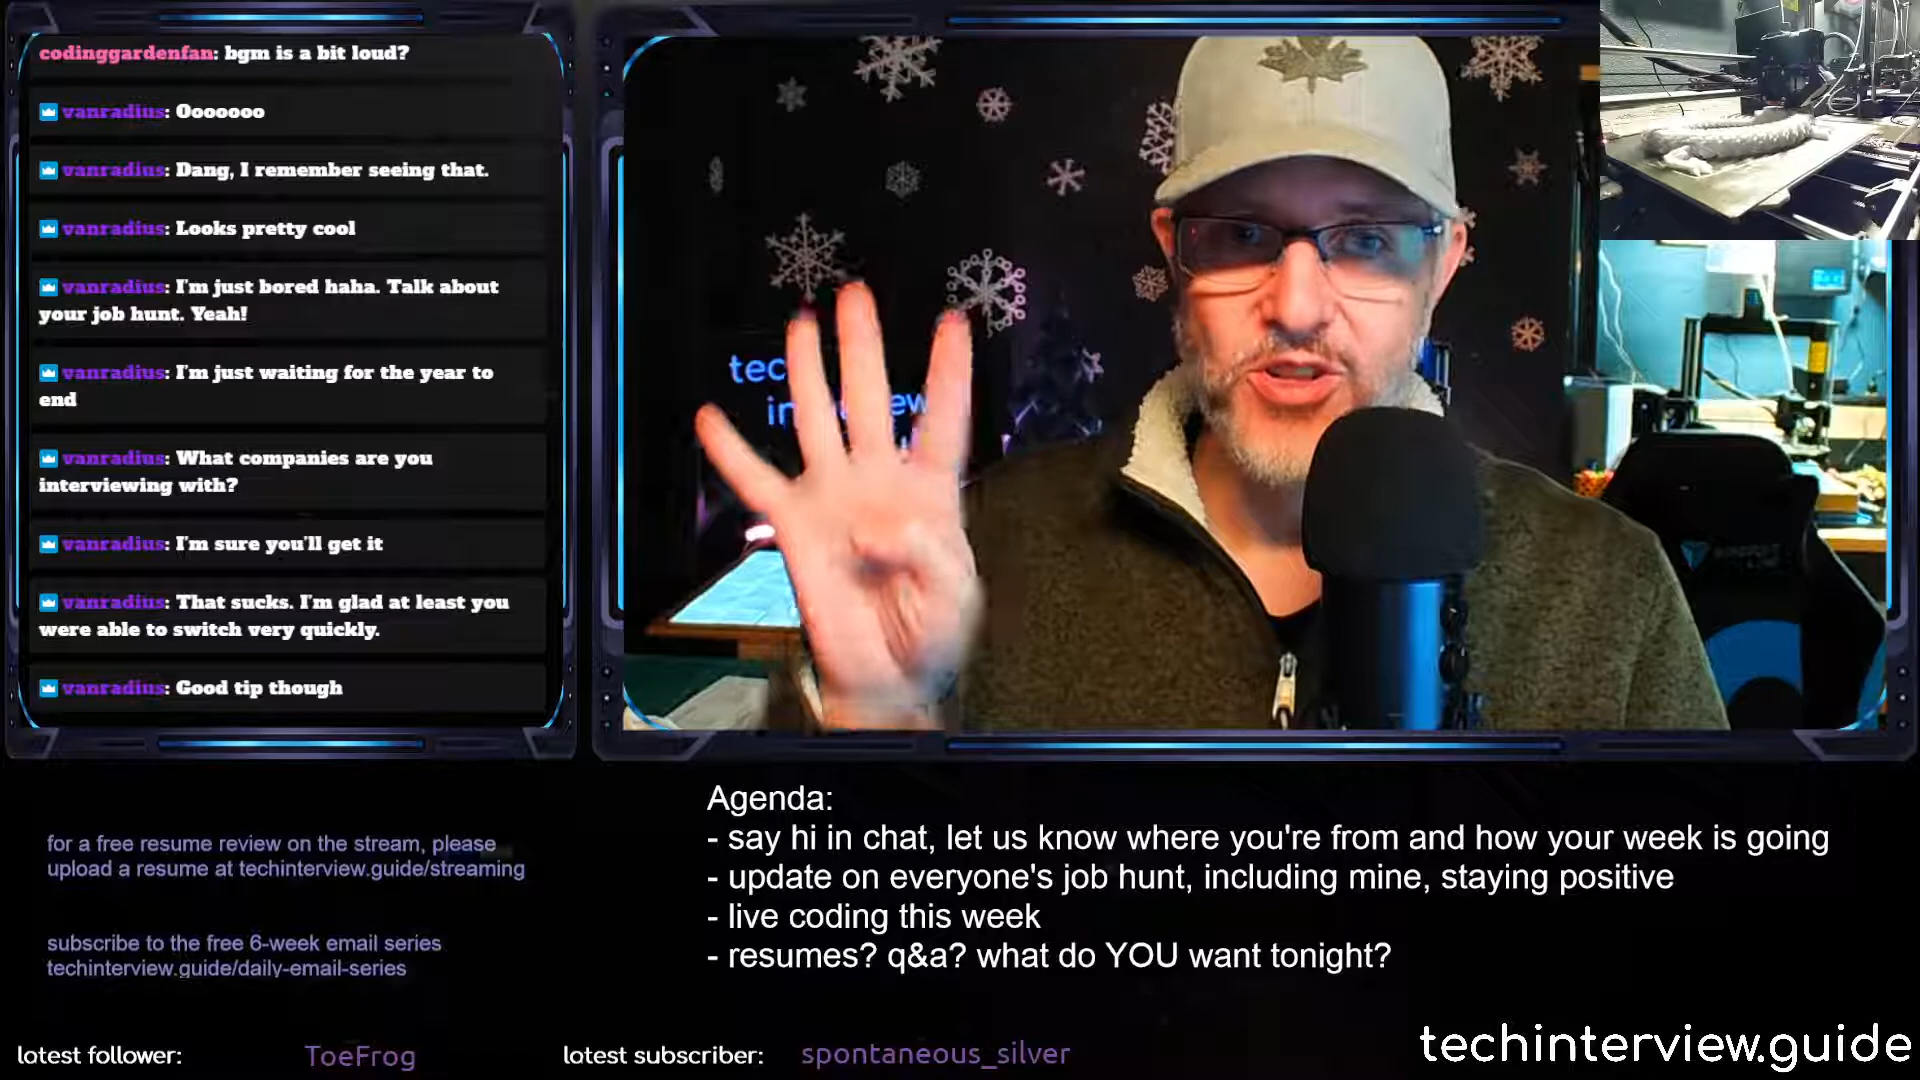 codinggardenfan: bgm is a bit loud?
vanradius: Ooooooo
vanradius: Dang, I remember seeing that.
vanradius: Looks pretty cool
vanradius: I'm just bored haha. Talk about
your job hunt. Yeah!
vanradius: I'm just waiting for the year to
end
vanradius: What companies are you
interviewing with?
vanradius: I'm sure you'll get it
vanradius: That sucks. I'm glad at least you
were able to switch very quickly.
vanradius: Good tip though
for a free resume review on the stream, please
upload a resume at techinterview.guide/streaming
subscribe to the free 6-week email series
techinterview.guide/daily-email-series
Agenda:
- say hi in chat, let us know where you're from and how your week is going
- update on everyone's job hunt, including mine, staying positive
- live coding this week
- resumes? q&a? what do YOU want tonight?
latest follower: ToeFrog
latest subscriber: spontaneous_silver
techinterview.guide